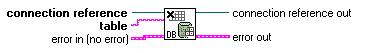 connection reference
connection reference out
table
DB
error in (no error)
error out